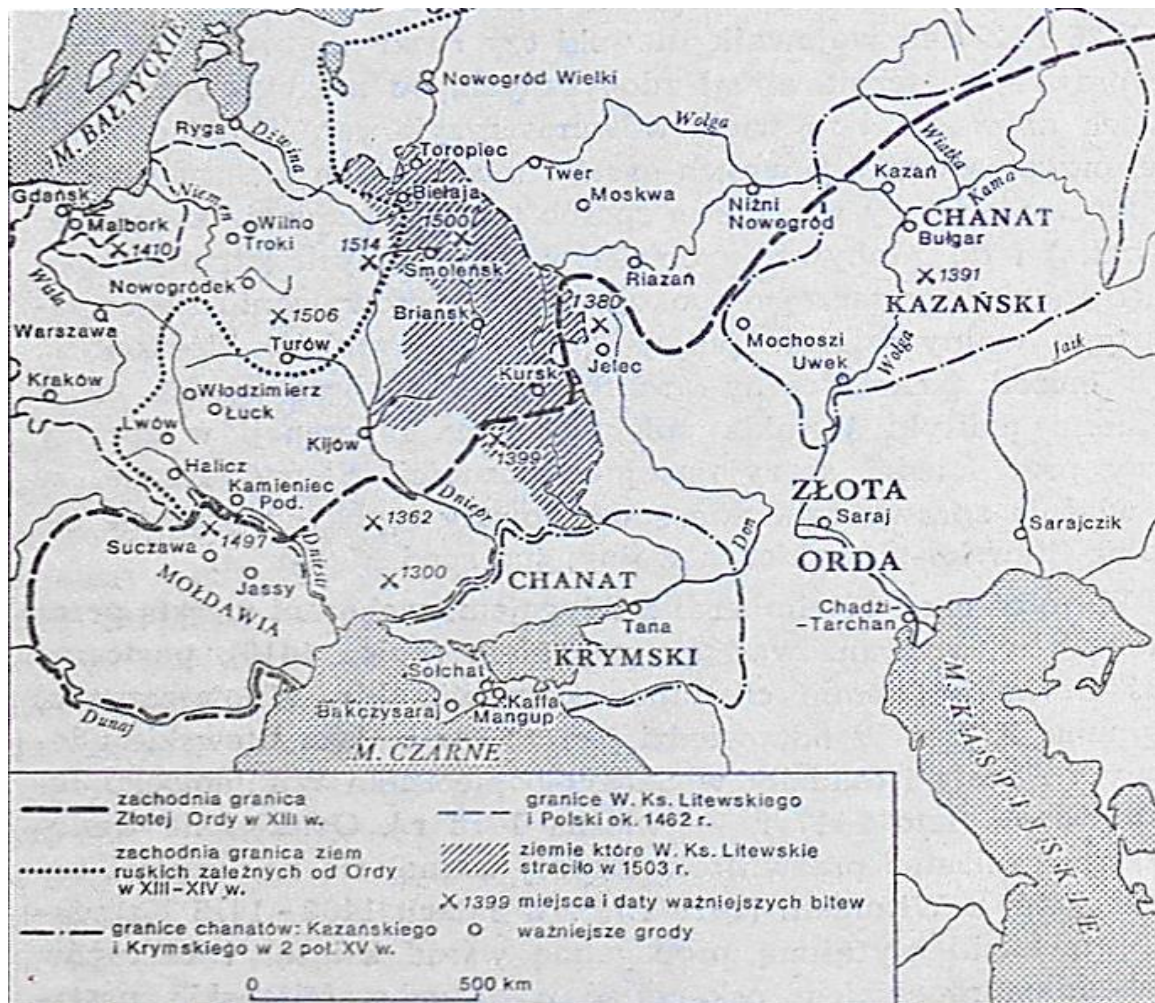 M. BAŁTYCKIE
Nowogród Wielki
Ryga
Dźwina
Toropiec
Wołga
Twer
Wiatka
Kazań
Kama
Gdańsk
Niemen
Biełaja
Moskwa
Niżni
Nowogród
CHANAT
Malbork
Wilno
1500
Bułgar
1410
Troki
1514
Smoleńsk
Riazań
1391
Nowogródek
1380
KAZAŃSKI
Wisła
1506
Briańsk
Mochoszi
Warszawa
Turów
Jelec
Uwek
Wołga
Jaik
Kraków
Włodzimierz
Kursk
Łuck
Lwów
Kijów
1399
Halicz
Kamieniec
Pod.
Dniepr
ZŁOTA
1362
Don
Saraj
Sarajczik
1497
Suczawa
Dniestr
ORDA
Jassy
1300
CHANAT
MOŁDAWIA
Chadzi-
-Tarchan
Tana
KRYMSKI
Sołchat
Kaffa
Bakczysaraj
Mangup
Dunaj
M. CZARNE
M. KASPIJSKIE
zachodnia granica
Złotej Ordy w XIII w.
zachodnia granica ziem
ruskich zależnych od Ordy
w XIII–XIV w.
granice chanatów: Kazańskiego
i Krymskiego w 2 poł. XV w.
granice W. Ks. Litewskiego
i Polski ok. 1462 r.
ziemie które W. Ks. Litewskie
straciło w 1503 r.
1399 miejsca i daty ważniejszych bitew
ważniejsze grody
0 500 km